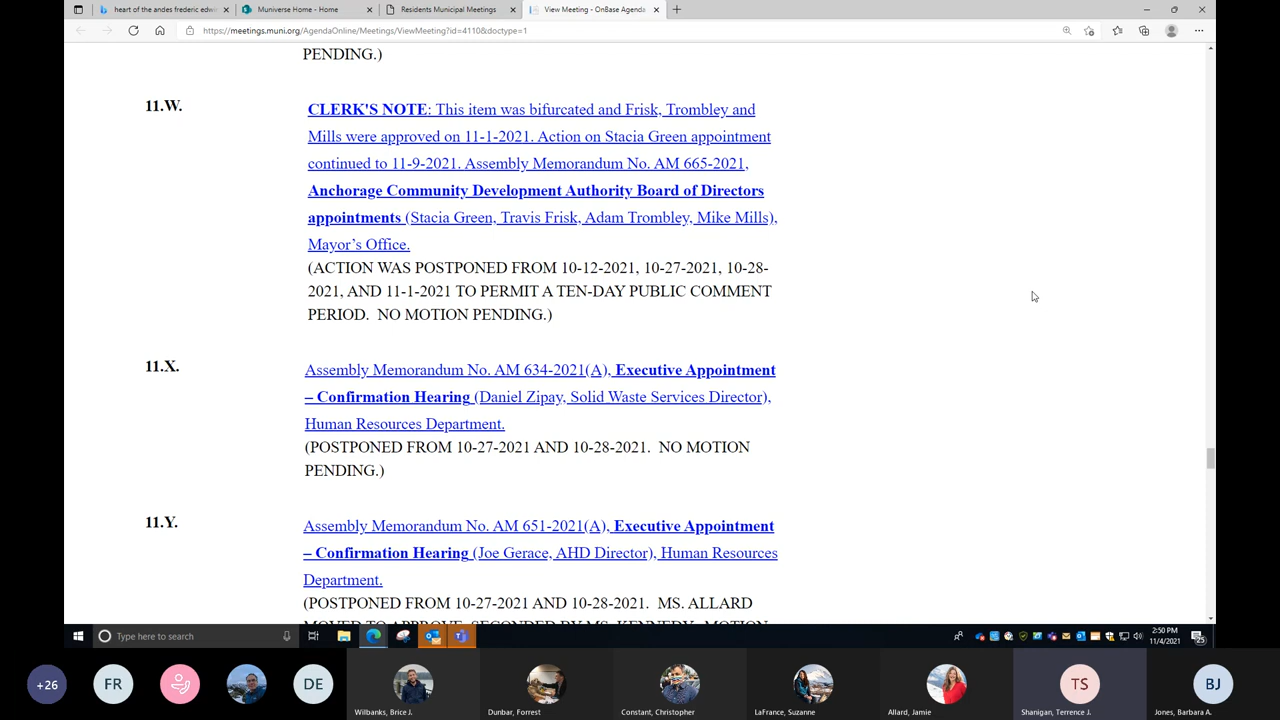 heart of the andes frederic edwi
Muniverse Home - Home
Residents Municipal Meetings
View Meeting - OnBase Agenda
https://meetings.muni.org/AgendaOnline/Meetings/ViewMeeting?id=4110&doctype=1
PENDING.)
11.W.
CLERK'S NOTE: This item was bifurcated and Frisk, Trombley and
Mills were approved on 11-1-2021. Action on Stacia Green appointment
continued to 11-9-2021. Assembly Memorandum No. AM 665-2021,
Anchorage Community Development Authority Board of Directors
appointments (Stacia Green, Travis Frisk, Adam Trombley, Mike Mills),
Mayor’s Office.
(ACTION WAS POSTPONED FROM 10-12-2021, 10-27-2021, 10-28-
2021, AND 11-1-2021 TO PERMIT A TEN-DAY PUBLIC COMMENT
PERIOD.  NO MOTION PENDING.)
11.X.
Assembly Memorandum No. AM 634-2021(A), Executive Appointment
– Confirmation Hearing (Daniel Zipay, Solid Waste Services Director),
Human Resources Department.
(POSTPONED FROM 10-27-2021 AND 10-28-2021.  NO MOTION
PENDING.)
11.Y.
Assembly Memorandum No. AM 651-2021(A), Executive Appointment
– Confirmation Hearing (Joe Gerace, AHD Director), Human Resources
Department.
(POSTPONED FROM 10-27-2021 AND 10-28-2021.  MS. ALLARD
MOVED TO APPROVE, SECONDED BY MS. KENNEDY. MOTION
Type here to search
2:50 PM
11/4/2021
25
+26
FR
DE
TS
BJ
Wilbanks, Brice J.
Dunbar, Forrest
Constant, Christopher
LaFrance, Suzanne
Allard, Jamie
Shanigan, Terrence J.
Jones, Barbara A.